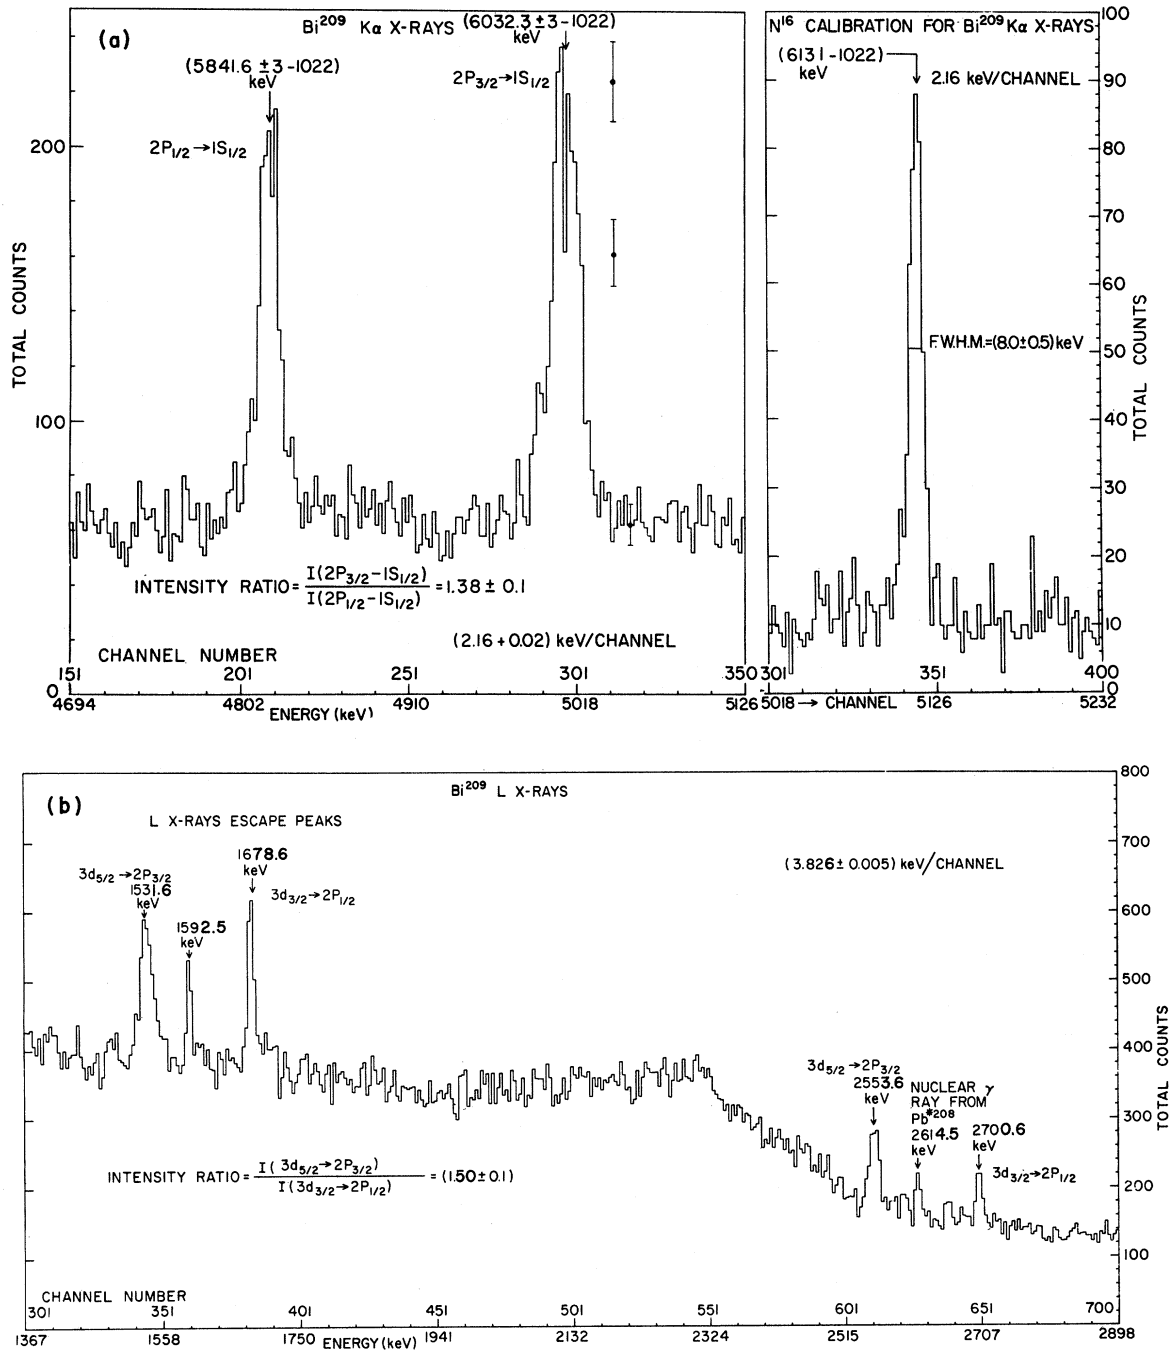 (a)
Bi209 Kα X-RAYS (6032.3 ±3-1022)
keV
(5841.6 ±3-1022)
keV
2P3/2→1S1/2
2P1/2→1S1/2
200
100
0
TOTAL COUNTS
INTENSITY RATIO= I(2P3/2-1S1/2) / I(2P1/2-1S1/2) =1.38± 0.1
(2.16+0.02) keV/CHANNEL
CHANNEL NUMBER
151 201 251 301 350
4694 4802 4910 5018 5126
ENERGY (keV)
N16 CALIBRATION FOR Bi209 Kα X-RAYS
(6131-1022)
keV
2.16 keV/CHANNEL
F.W.H.M.=(8.0±0.5) keV
100
90
80
70
60
50
40
30
20
10
0
TOTAL COUNTS
301 351 400
5018 → CHANNEL 5126 5232
(b)
Bi209 L X-RAYS
L X-RAYS ESCAPE PEAKS
1678.6
keV
3d5/2→2P3/2
1531.6
keV
3d3/2→2P1/2
1592.5
keV
(3.826± 0.005) keV/CHANNEL
3d5/2→2P3/2
2553.6
keV
NUCLEAR γ
RAY FROM
Pb*208
2614.5
keV
2700.6
keV
3d3/2→2P1/2
INTENSITY RATIO= I( 3d5/2→2P3/2) / I(3d3/2→2P1/2) = (1.50±0.1)
800
700
600
500
400
300
200
100
TOTAL COUNTS
CHANNEL NUMBER
301 351 401 451 501 551 601 651 700
1367 1558 1750 ENERGY (keV) 1941 2132 2324 2515 2707 2898